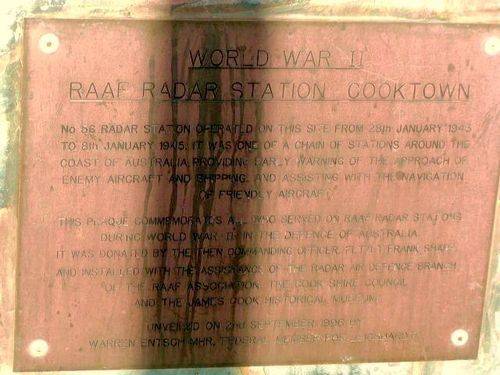 WORLD WAR II
RAAF RADAR STATION COOKTOWN
No 56 RADAR STATION OPERATED ON THIS SITE FROM 28th JANUARY 1943
TO 8th JANUARY 1945. IT WAS ONE OF A CHAIN OF STATIONS AROUND THE
COAST OF AUSTRALIA PROVIDING EARLY WARNING OF THE APPROACH OF
ENEMY AIRCRAFT AND SHIPPING, AND ASSISTING WITH THE NAVIGATION
OF FRIENDLY AIRCRAFT
THIS PLAQUE COMMEMORATES ALL WHO SERVED ON RAAF RADAR STATIONS
DURING WORLD WAR II IN THE DEFENCE OF AUSTRALIA
IT WAS DONATED BY THE THEN COMMANDING OFFICER, FLT LT FRANK
AND INSTALLED WITH THE ASSISTANCE OF THE RADAR AIR DEFENCE BRANCH
OF THE RAAF ASSOCIATION, THE COOK SHIRE COUNCIL
AND THE JAMES COOK HISTORICAL MUSEUM
UNVEILED ON 2nd SEPTEMBER 1996 BY
WARREN ENTSCH MHR, FEDERAL MEMBER FOR LEICHHARDT